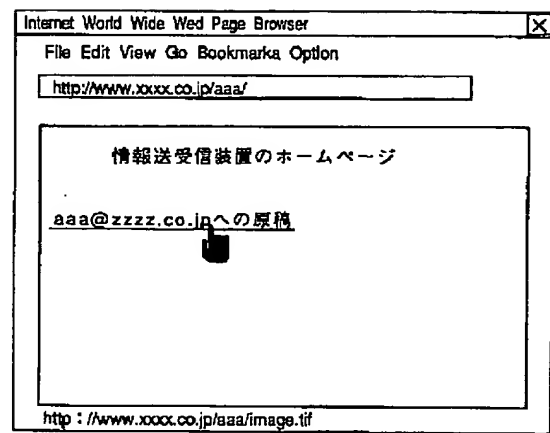 Internet World Wide Wed Page Browser
File Edit View Go Bookmarka Option
http://www.xxxx.co.jp/aaa/
情報送受信装置のホームページ
aaa@zzzz.co.jpへの原稿
http：//www.xxxx.co.jp/aaa/image.tif